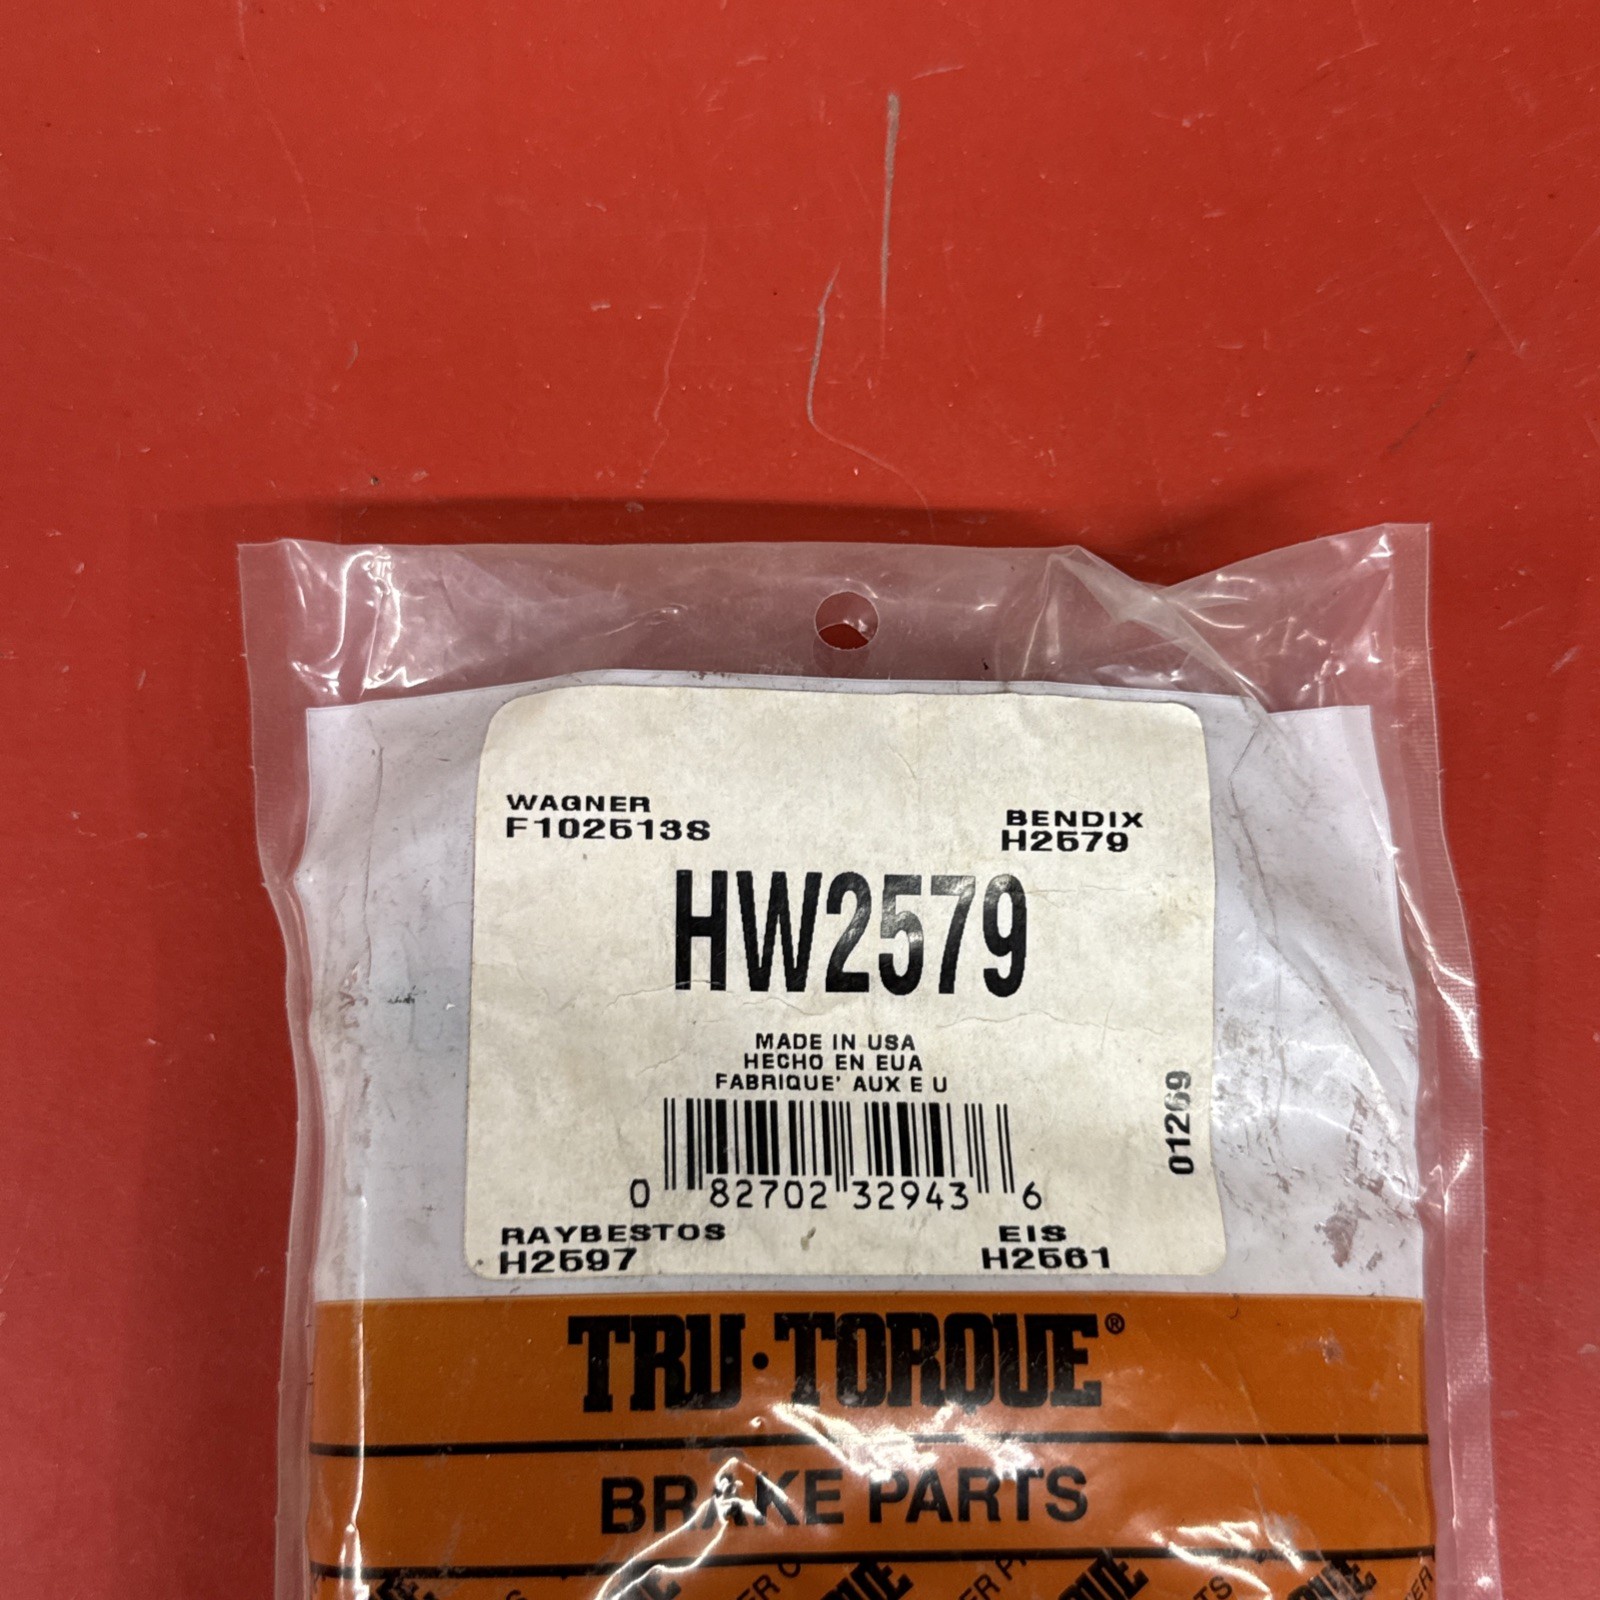 WAGNER
F102513S
BENDIX
H2579
HW2579
MADE IN USA
HECHO EN EUA
FABRIQUE' AUX E U
01269
0 82702 32943 6
RAYBESTOS
H2597
EIS
H2561
TRU·TORQUE®
BRAKE PARTS